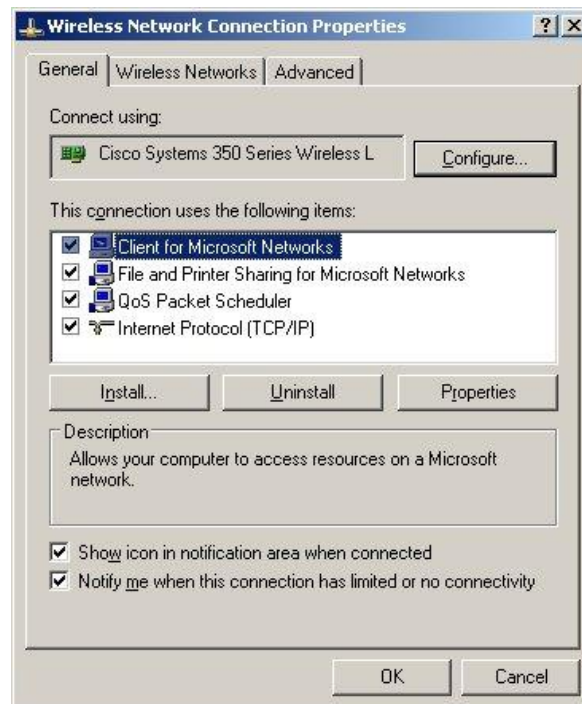 Wireless Network Connection Properties
General Wireless Networks Advanced
Connect using:
Cisco Systems 350 Series Wireless L
Configure...
This connection uses the following items:
Client for Microsoft Networks
File and Printer Sharing for Microsoft Networks
QoS Packet Scheduler
Internet Protocol (TCP/IP)
Install... Uninstall Properties
Description
Allows your computer to access resources on a Microsoft
network.
Show icon in notification area when connected
Notify me when this connection has limited or no connectivity
OK Cancel